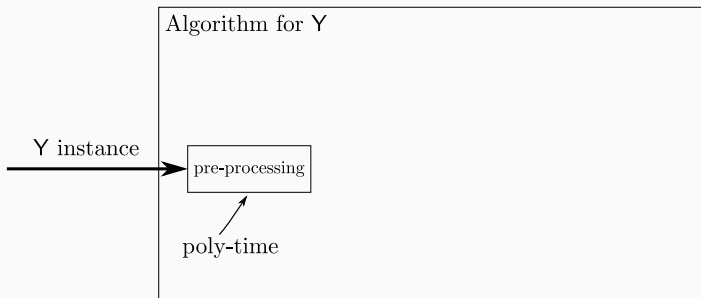 Algorithm for Y
Y instance
pre-processing
poly-time